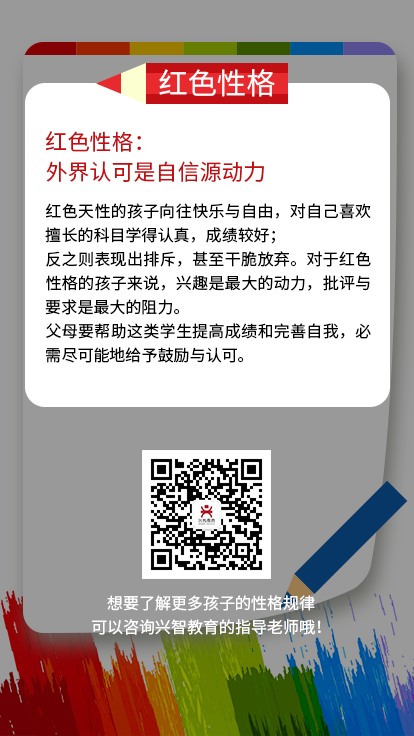 红色性格
红色性格：
外界认可是自信源动力
红色天性的孩子向往快乐与自由，对自己喜欢
擅长的科目学得认真，成绩较好；
反之则表现出排斥，甚至干脆放弃。对于红色
性格的孩子来说，兴趣是最大的动力，批评与
要求是最大的阻力。
父母要帮助这类学生提高成绩和完善自我，必
需尽可能地给予鼓励与认可。
想要了解更多孩子的性格规律
可以咨询兴智教育的指导老师哦！